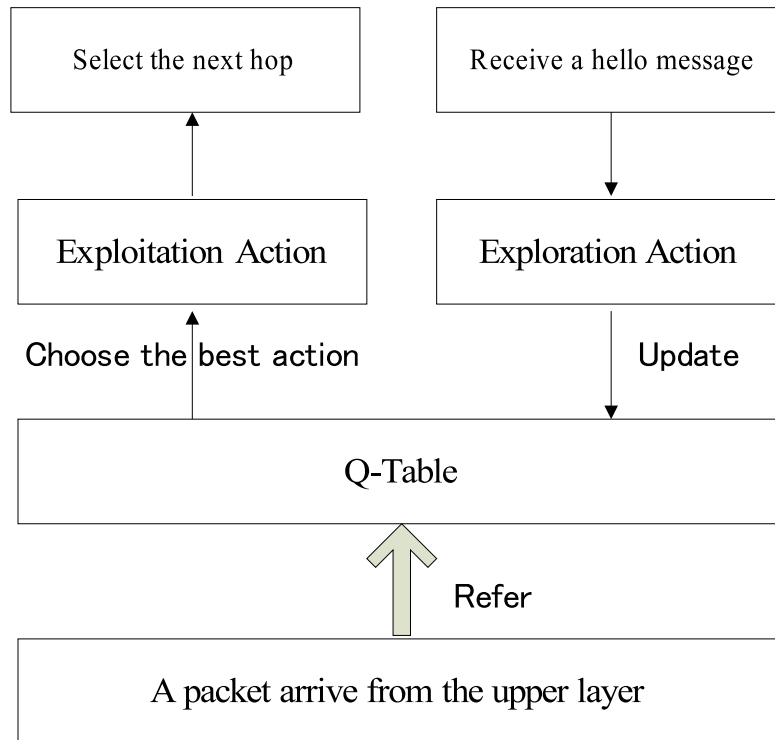 Select the next hop
Receive a hello message
Exploitation Action
Exploration Action
Choose the best action
Update
Q-Table
Refer
A packet arrive from the upper layer